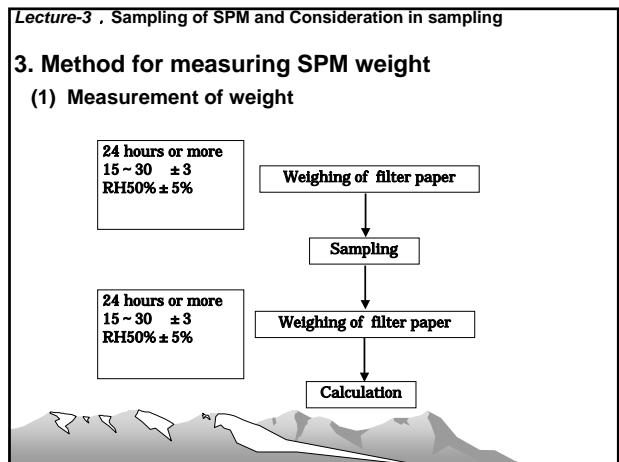 Lecture-3 . Sampling of SPM and Consideration in sampling
3. Method for measuring SPM weight
(1) Measurement of weight
24 hours or more
15 ~ 30 ± 3
RH50% ± 5%
Weighing of filter paper
Sampling
24 hours or more
15 ~ 30 ± 3
RH50% ± 5%
Weighing of filter paper
Calculation